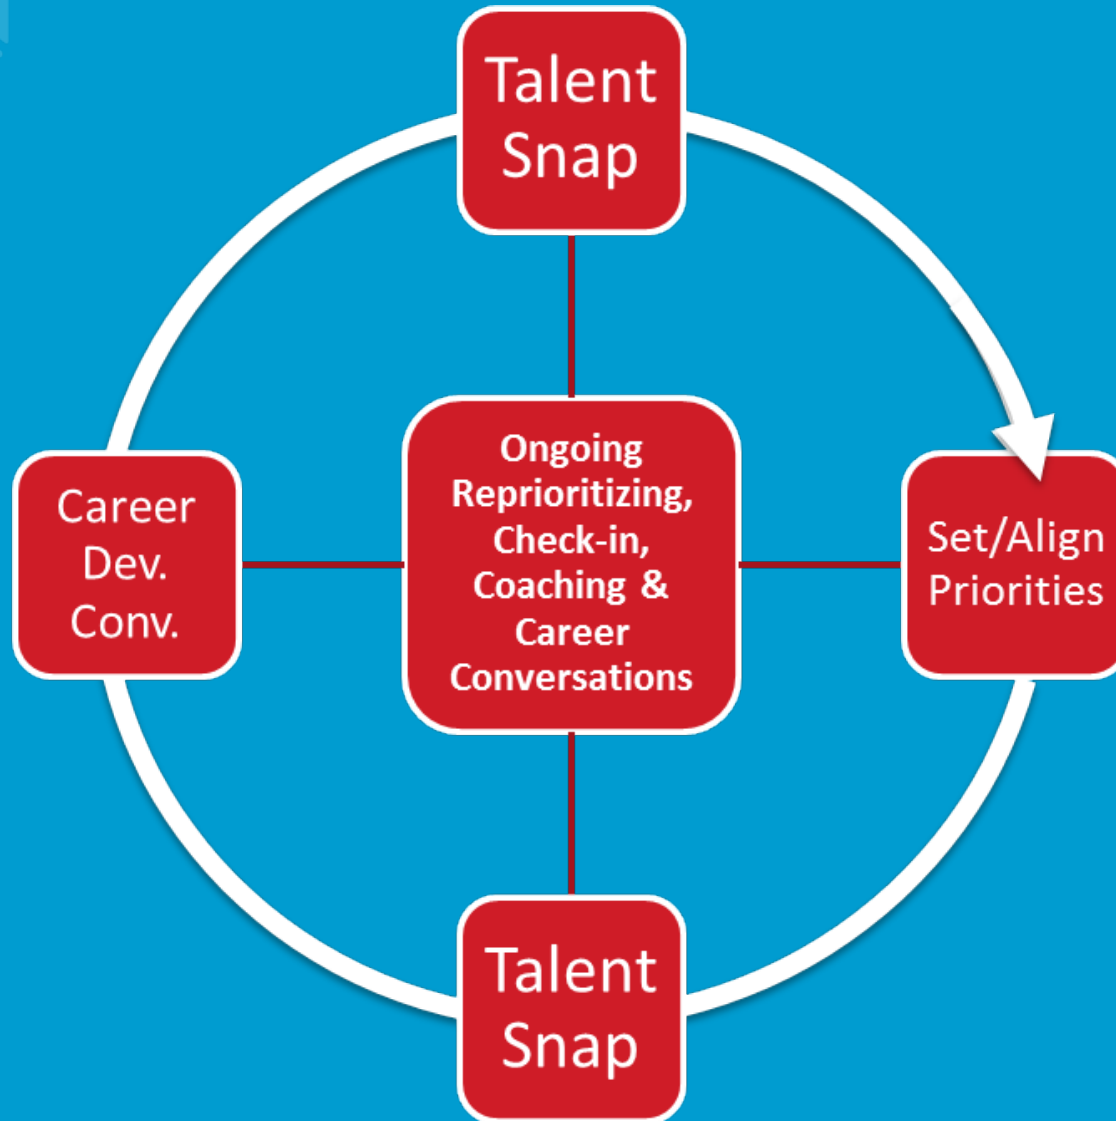 Talent
Snap
Career
Dev.
Conv.
Ongoing
Reprioritizing,
Check-in,
Coaching &
Career
Conversations
Set/Align
Priorities
Talent
Snap